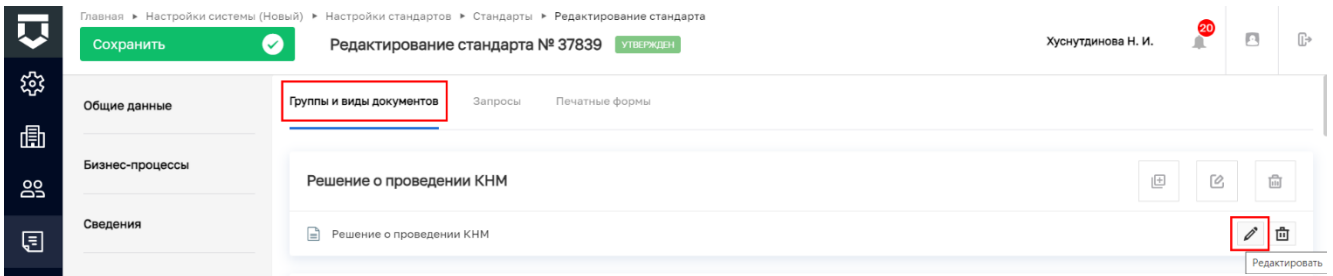 Главная ▸ Настройки системы (Новый) ▸ Настройки стандартов ▸ Стандарты ▸ Редактирование стандарта
Сохранить
Редактирование стандарта № 37839 УТВЕРЖДЕН
Хуснутдинова Н. И.
20
Общие данные
Группы и виды документов Запросы Печатные формы
Бизнес-процессы
Решение о проведении КНМ
Сведения
Решение о проведении КНМ
Редактировать